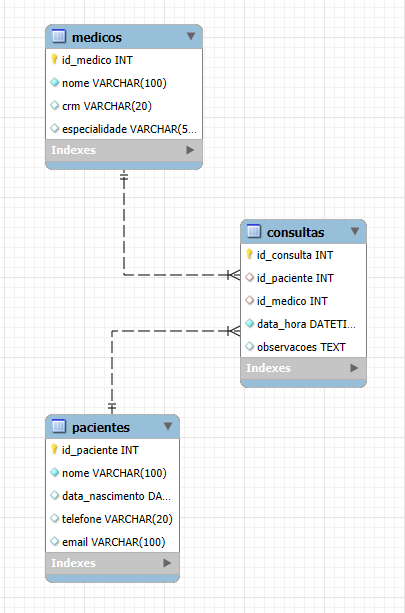 medicos
id_medico INT
nome VARCHAR(100)
crm VARCHAR(20)
especialidade VARCHAR(5...
Indexes
consultas
id_consulta INT
id_paciente INT
id_medico INT
data_hora DATETI...
observacoes TEXT
Indexes
pacientes
id_paciente INT
nome VARCHAR(100)
data_nascimento DA...
telefone VARCHAR(20)
email VARCHAR(100)
Indexes